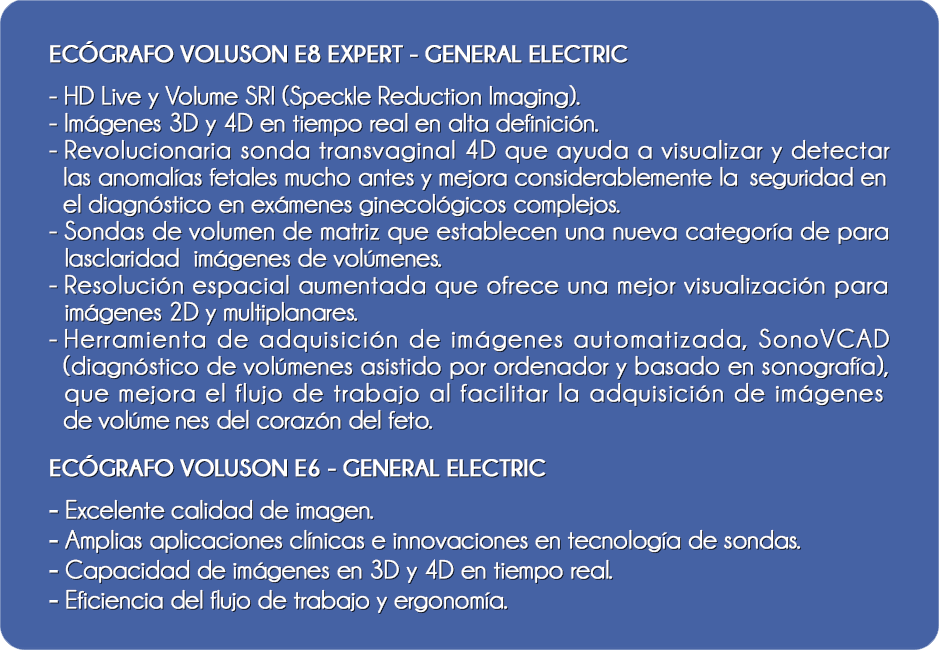 ECÓGRAFO VOLUSON E8 EXPERT - GENERAL ELECTRIC
- HD Live y Volume SRI (Speckle Reduction Imaging).
- Imágenes 3D y 4D en tiempo real en alta definición.
- Revolucionaria sonda transvaginal 4D que ayuda a visualizar y detectar
las anomalías fetales mucho antes y mejora considerablemente la seguridad en
el diagnóstico en exámenes ginecológicos complejos.
- Sondas de volumen de matriz que establecen una nueva categoría de para
lasclaridad imágenes de volúmenes.
- Resolución espacial aumentada que ofrece una mejor visualización para
imágenes 2D y multiplanares.
- Herramienta de adquisición de imágenes automatizada, SonoVCAD
(diagnóstico de volúmenes asistido por ordenador y basado en sonografía),
que mejora el flujo de trabajo al facilitar la adquisición de imágenes
de volúme nes del corazón del feto.
ECÓGRAFO VOLUSON E6 - GENERAL ELECTRIC
- Excelente calidad de imagen.
- Amplias aplicaciones clínicas e innovaciones en tecnología de sondas.
- Capacidad de imágenes en 3D y 4D en tiempo real.
- Eficiencia del flujo de trabajo y ergonomía.